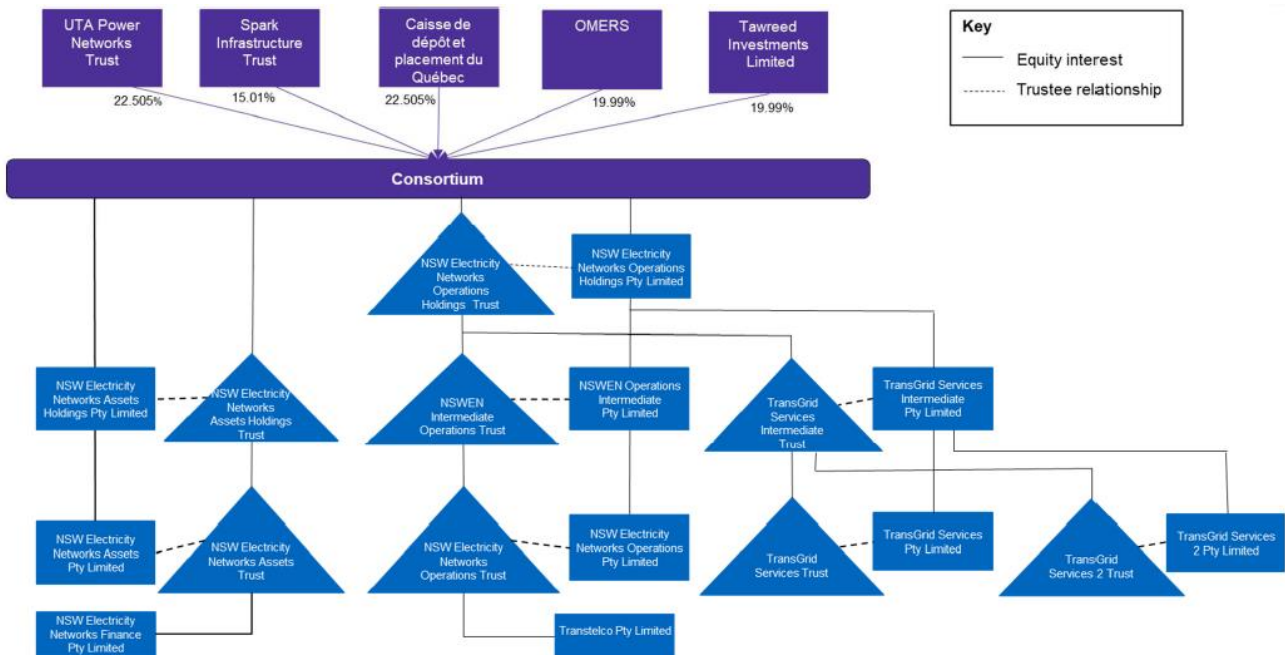 UTA Power
Networks
Trust
Spark
Infrastructure
Trust
Caisse de
dépôt et
placement du
Québec
OMERS
Tawreed
Investments
Limited
Key
Equity interest
Trustee relationship
22.505%
15.01%
22.505%
19.99%
19.99%
Consortium
NSW Electricity
Networks
Operations
Holdings Trust
NSW Electricity
Networks Operations
Holdings Pty Limited
NSW Electricity
Networks Assets
Holdings Pty Limited
NSW Electricity
Networks
Assets Holdings
Trust
NSWEN
Intermediate
Operations Trust
NSWEN Operations
Intermediate
Pty Limited
TransGrid
Services
Intermediate
Trust
TransGrid Services
Intermediate
Pty Limited
NSW Electricity
Networks Assets
Pty Limited
NSW Electricity
Networks Assets
Trust
NSW Electricity
Networks
Operations Trust
NSW Electricity
Networks Operations
Pty Limited
TransGrid
Services Trust
TransGrid Services
Pty Limited
TransGrid
Services 2 Trust
TransGrid Services
2 Pty Limited
NSW Electricity
Networks Finance
Pty Limited
Transtelco Pty Limited